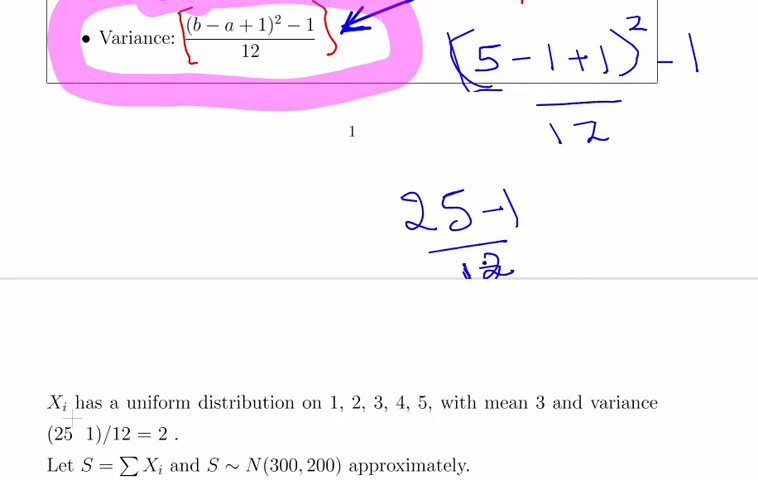 • Variance: [((b − a + 1)² − 1)/12]
(5 − 1 + 1)² − 1
12
1
25 − 1
12
Xᵢ has a uniform distribution on 1, 2, 3, 4, 5, with mean 3 and variance
(25 1)/12 = 2 .
Let S = ∑ Xᵢ and S ∼ N(300, 200) approximately.